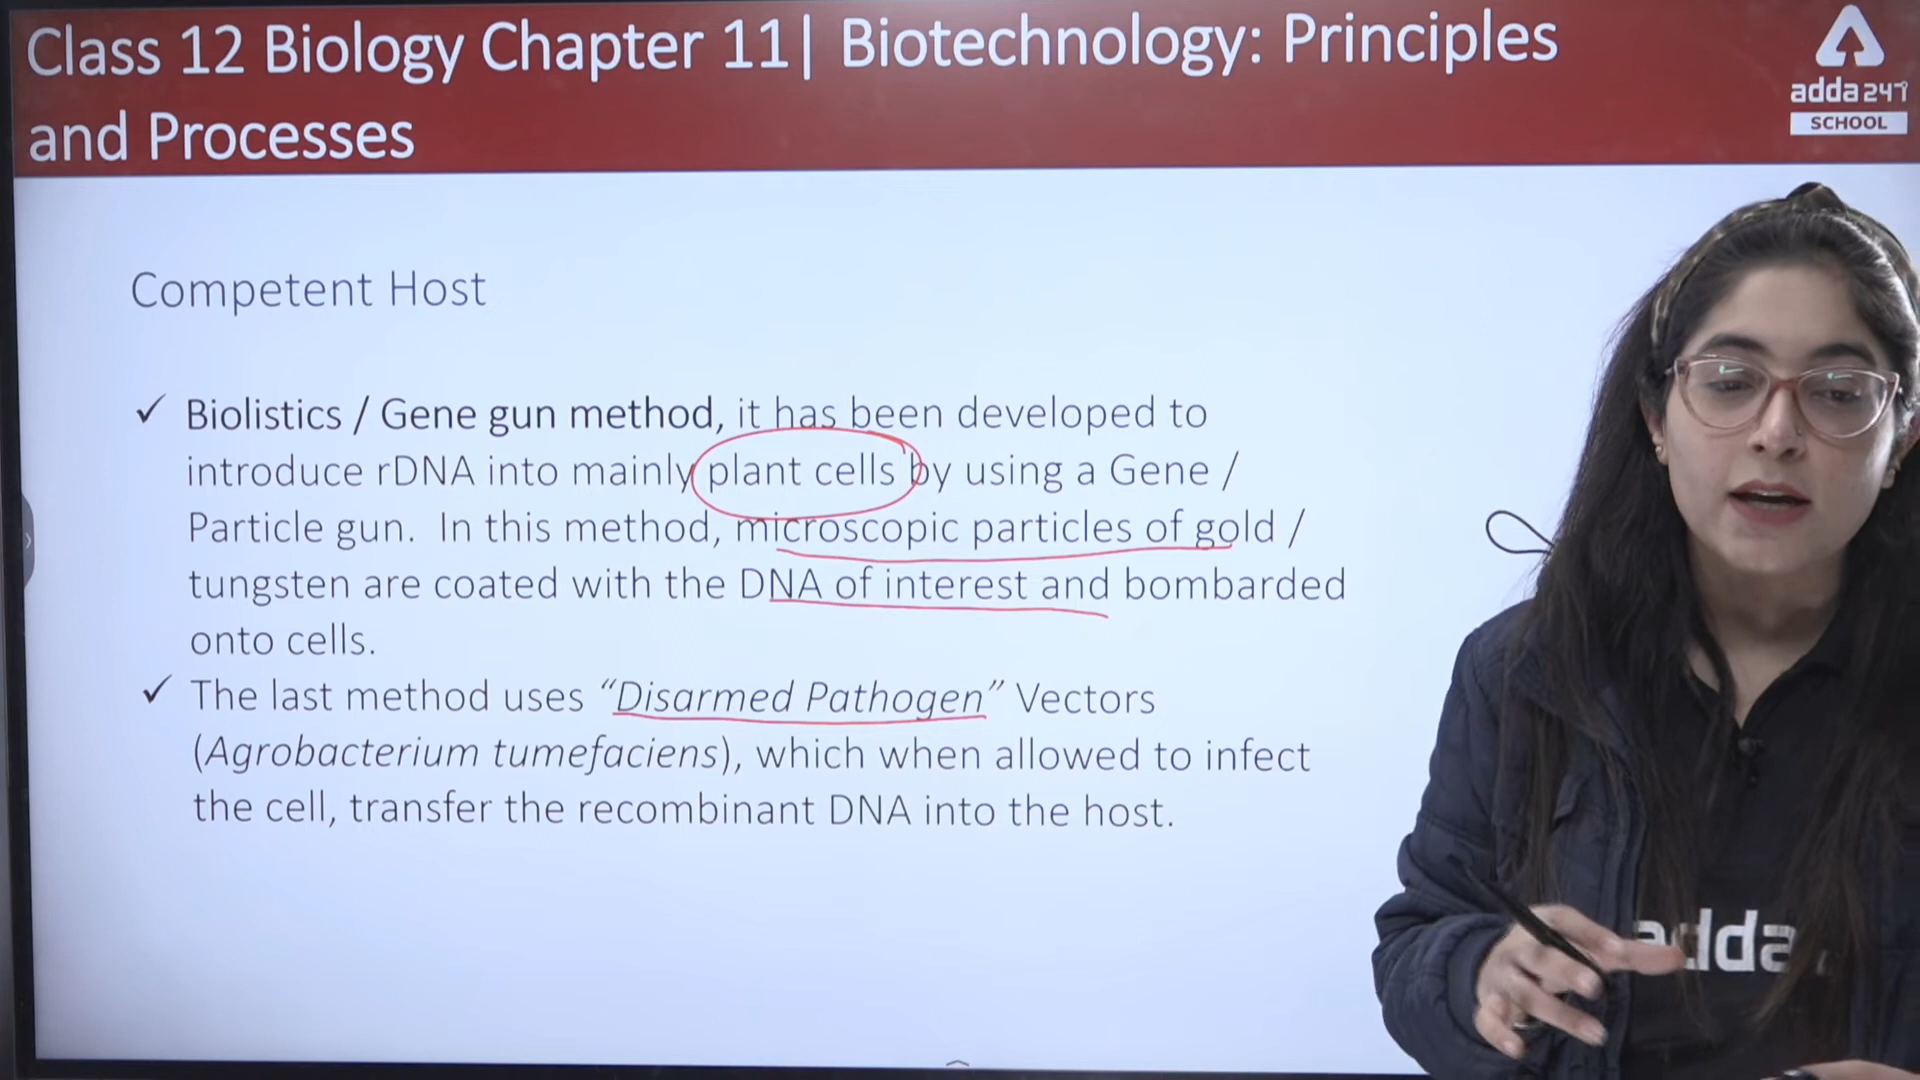 Class 12 Biology Chapter 11| Biotechnology: Principles
and Processes
adda247
SCHOOL
Competent Host
✓ Biolistics / Gene gun method, it has been developed to
introduce rDNA into mainly plant cells by using a Gene /
Particle gun. In this method, microscopic particles of gold /
tungsten are coated with the DNA of interest and bombarded
onto cells.
✓ The last method uses “Disarmed Pathogen” Vectors
(Agrobacterium tumefaciens), which when allowed to infect
the cell, transfer the recombinant DNA into the host.
adda